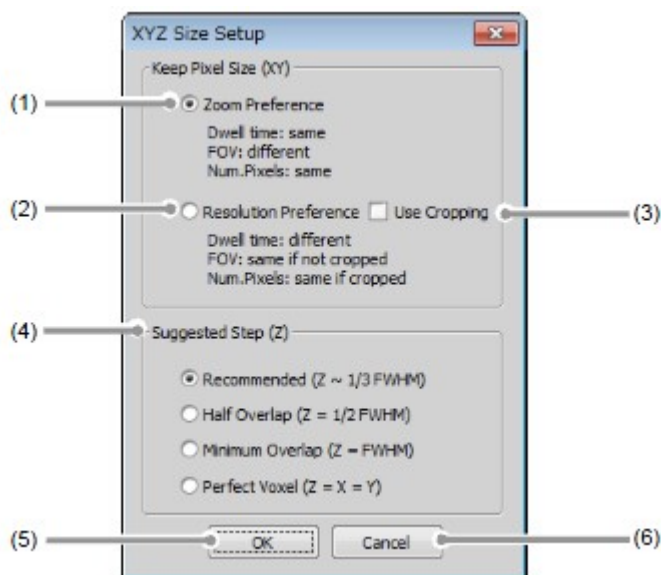 XYZ Size Setup
Keep Pixel Size (XY)
(1)
Zoom Preference
Dwell time: same
FOV: different
Num.Pixels: same
(2)
Resolution Preference
Use Cropping
(3)
Dwell time: different
FOV: same if not cropped
Num.Pixels: same if cropped
(4)
Suggested Step (Z)
Recommended (Z ~ 1/3 FWHM)
Half Overlap (Z = 1/2 FWHM)
Minimum Overlap (Z = FWHM)
Perfect Voxel (Z = X = Y)
(5)
OK
Cancel
(6)